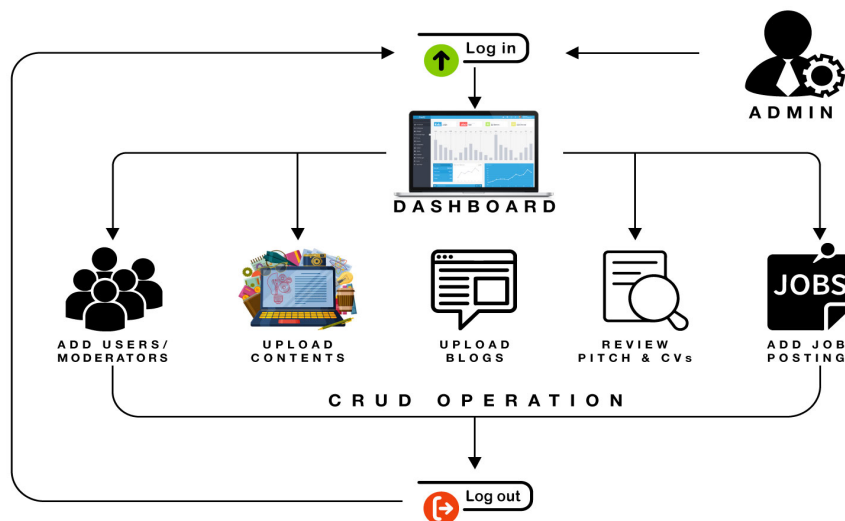 Log in
ADMIN
DASHBOARD
JOBS
ADD USERS/
MODERATORS
UPLOAD
CONTENTS
UPLOAD
BLOGS
REVIEW
PITCH & CVs
ADD JOB
POSTING
CRUD OPERATION
Log out